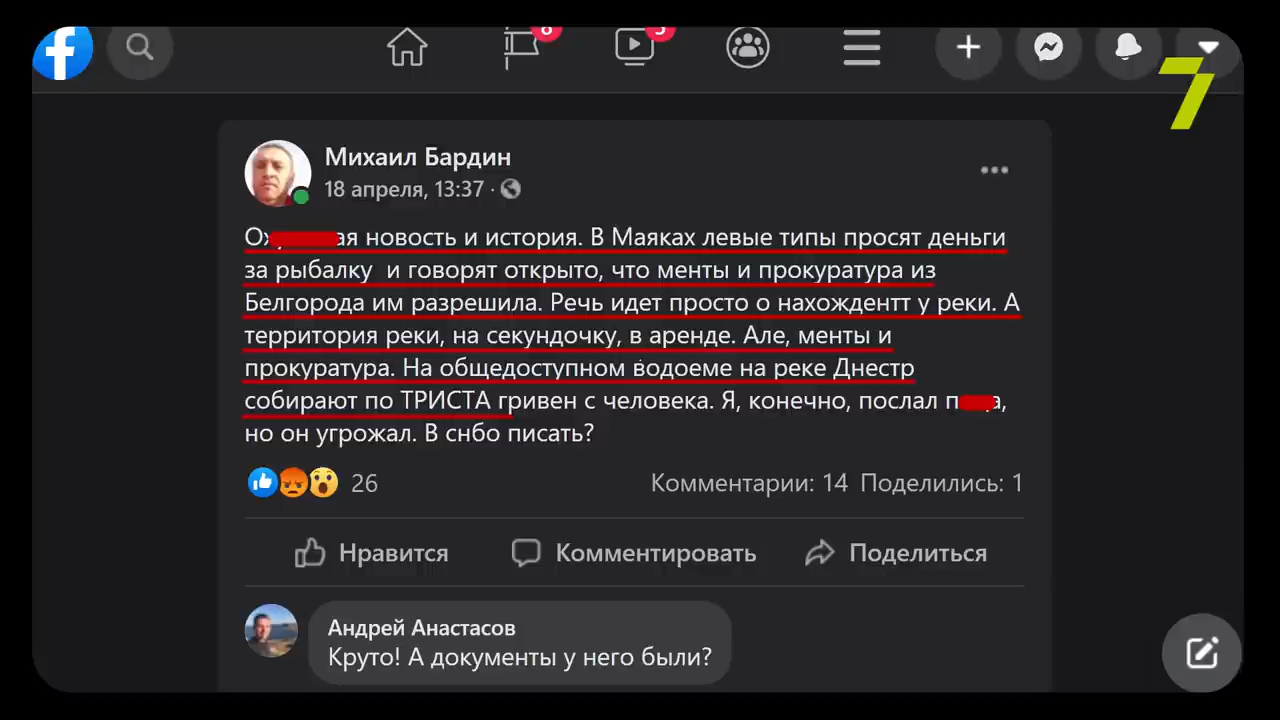 7
Михаил Бардин
18 апреля, 13:37 ·
ая новость и история. В Маяках левые типы просят деньги
за рыбалку и говорят открыто, что менты и прокуратура из
Белгорода им разрешила. Речь идет просто о нахождентт у реки. А
территория реки, на секундочку, в аренде. Але, менты и
прокуратура. На общедоступном водоеме на реке Днестр
собирают по ТРИСТА гривен с человека. Я, конечно, послал
но он угрожал. В снбо писать?
26
Комментарии: 14 Поделились: 1
Нравится Комментировать Поделиться
Андрей Анастасов
Круто! А документы у него были?